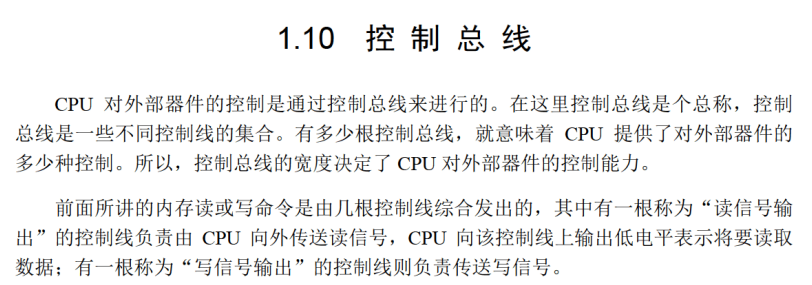 1.10 控制总线
CPU 对外部器件的控制是通过控制总线来进行的。在这里控制总线是个总称，控制
总线是一些不同控制线的集合。有多少根控制总线，就意味着 CPU 提供了对外部器件的
多少种控制。所以，控制总线的宽度决定了 CPU 对外部器件的控制能力。
前面所讲的内存读或写命令是由几根控制线综合发出的，其中有一根称为“读信号输
出”的控制线负责由 CPU 向外传送读信号，CPU 向该控制线上输出低电平表示将要读取
数据；有一根称为“写信号输出”的控制线则负责传送写信号。